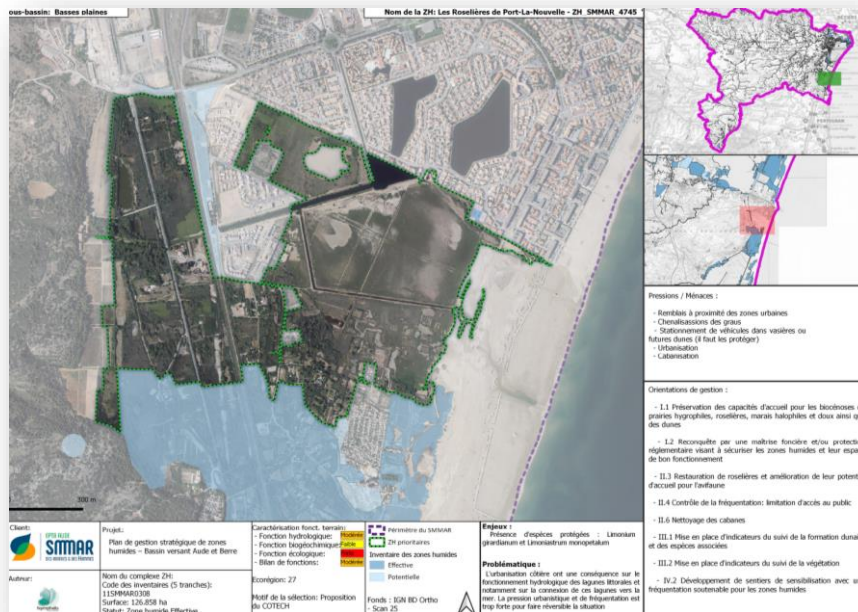 ous-bassin: Basses plaines
Nom de la ZH: Les Roselières de Port-La-Nouvelle - ZH_SMMAR_4745
Pressions / Menaces :
- Remblais à proximité des zones urbaines
- Chenalisassions des graus
- Stationnement de véhicules dans vasières ou
futures dunes (il faut les protéger)
- Urbanisation
- Cabanisation
Orientations de gestion :
- I.1 Préservation des capacités d'accueil pour les biocénoses
prairies hygrophiles, roselières, marais halophiles et doux ainsi q
des dunes
- I.2 Reconquête par une maîtrise foncière et/ou protecti
réglementaire visant à sécuriser les zones humides et leur espa
de bon fonctionnement
- II.3 Restauration de roselières et amélioration de leur potent
d'accueil pour l'avifaune
- II.4 Contrôle de la fréquentation: limitation d'accès au public
- II.6 Nettoyage des cabanes
- III.1 Mise en place d'indicateurs du suivi de la formation dunai
et des espèces associées
- III.2 Mise en place d'indicateurs du suivi de la végétation
- IV.2 Développement de sentiers de sensibilisation avec u
fréquentation soutenable pour les zones humides
300 m
Client:
SMMAR
Auteur:
Projet:
Plan de gestion stratégique de zones
humides - Bassin versant Aude et Berre
Nom du complexe ZH:
Code des inventaires (5 tranches):
11SMMAR0308
Surface: 126.858 ha
Statut: Zone humide Effective
Caractérisation fonct. terrain:
- Fonction hydrologique: Modérée
- Fonction biogéochimique: Faible
- Fonction écologique:
- Bilan de fonctions: Modérée
Ecorégion: 27
Motif de la sélection: Proposition
du COTECH
Périmètre du SMMAR
ZH prioritaires
Inventaire des zones humides
Effective
Potentielle
Fonds : IGN BD Ortho
- Scan 25
Enjeux :
Présence d'espèces protégées : Limonium
girardianum et Limoniastrum monopetalum
Problématique :
L'urbanisation côtière ont une conséquence sur le
fonctionnement hydrologique des lagunes littorales et
notamment sur la connexion de ces lagunes vers la
mer. La pression urbanistique et de fréquentation est
trop forte pour faire réversible la situation